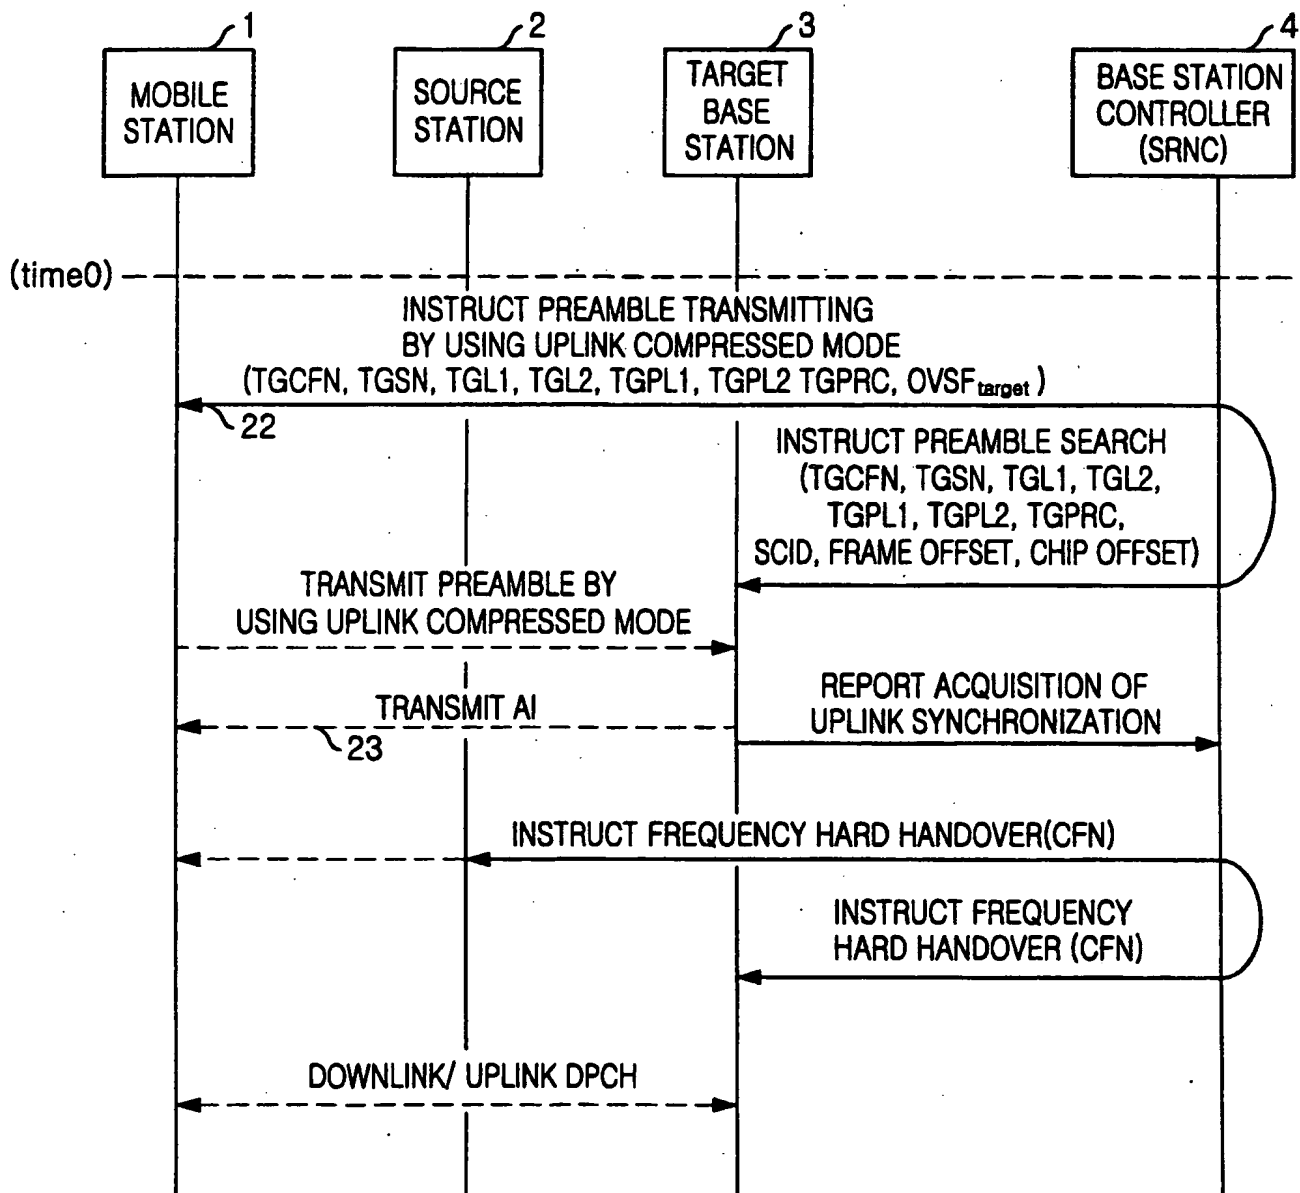 1
2
3
4
MOBILE
STATION
SOURCE
STATION
TARGET
BASE
STATION
BASE STATION
CONTROLLER
(SRNC)
(time0)
INSTRUCT PREAMBLE TRANSMITTING
BY USING UPLINK COMPRESSED MODE
(TGCFN, TGSN, TGL1, TGL2, TGPL1, TGPL2 TGPRC, OVSFtarget )
22
INSTRUCT PREAMBLE SEARCH
(TGCFN, TGSN, TGL1, TGL2,
TGPL1, TGPL2, TGPRC,
SCID, FRAME OFFSET, CHIP OFFSET)
TRANSMIT PREAMBLE BY
USING UPLINK COMPRESSED MODE
TRANSMIT AI
23
REPORT ACQUISITION OF
UPLINK SYNCHRONIZATION
INSTRUCT FREQUENCY HARD HANDOVER(CFN)
INSTRUCT FREQUENCY
HARD HANDOVER (CFN)
DOWNLINK/ UPLINK DPCH